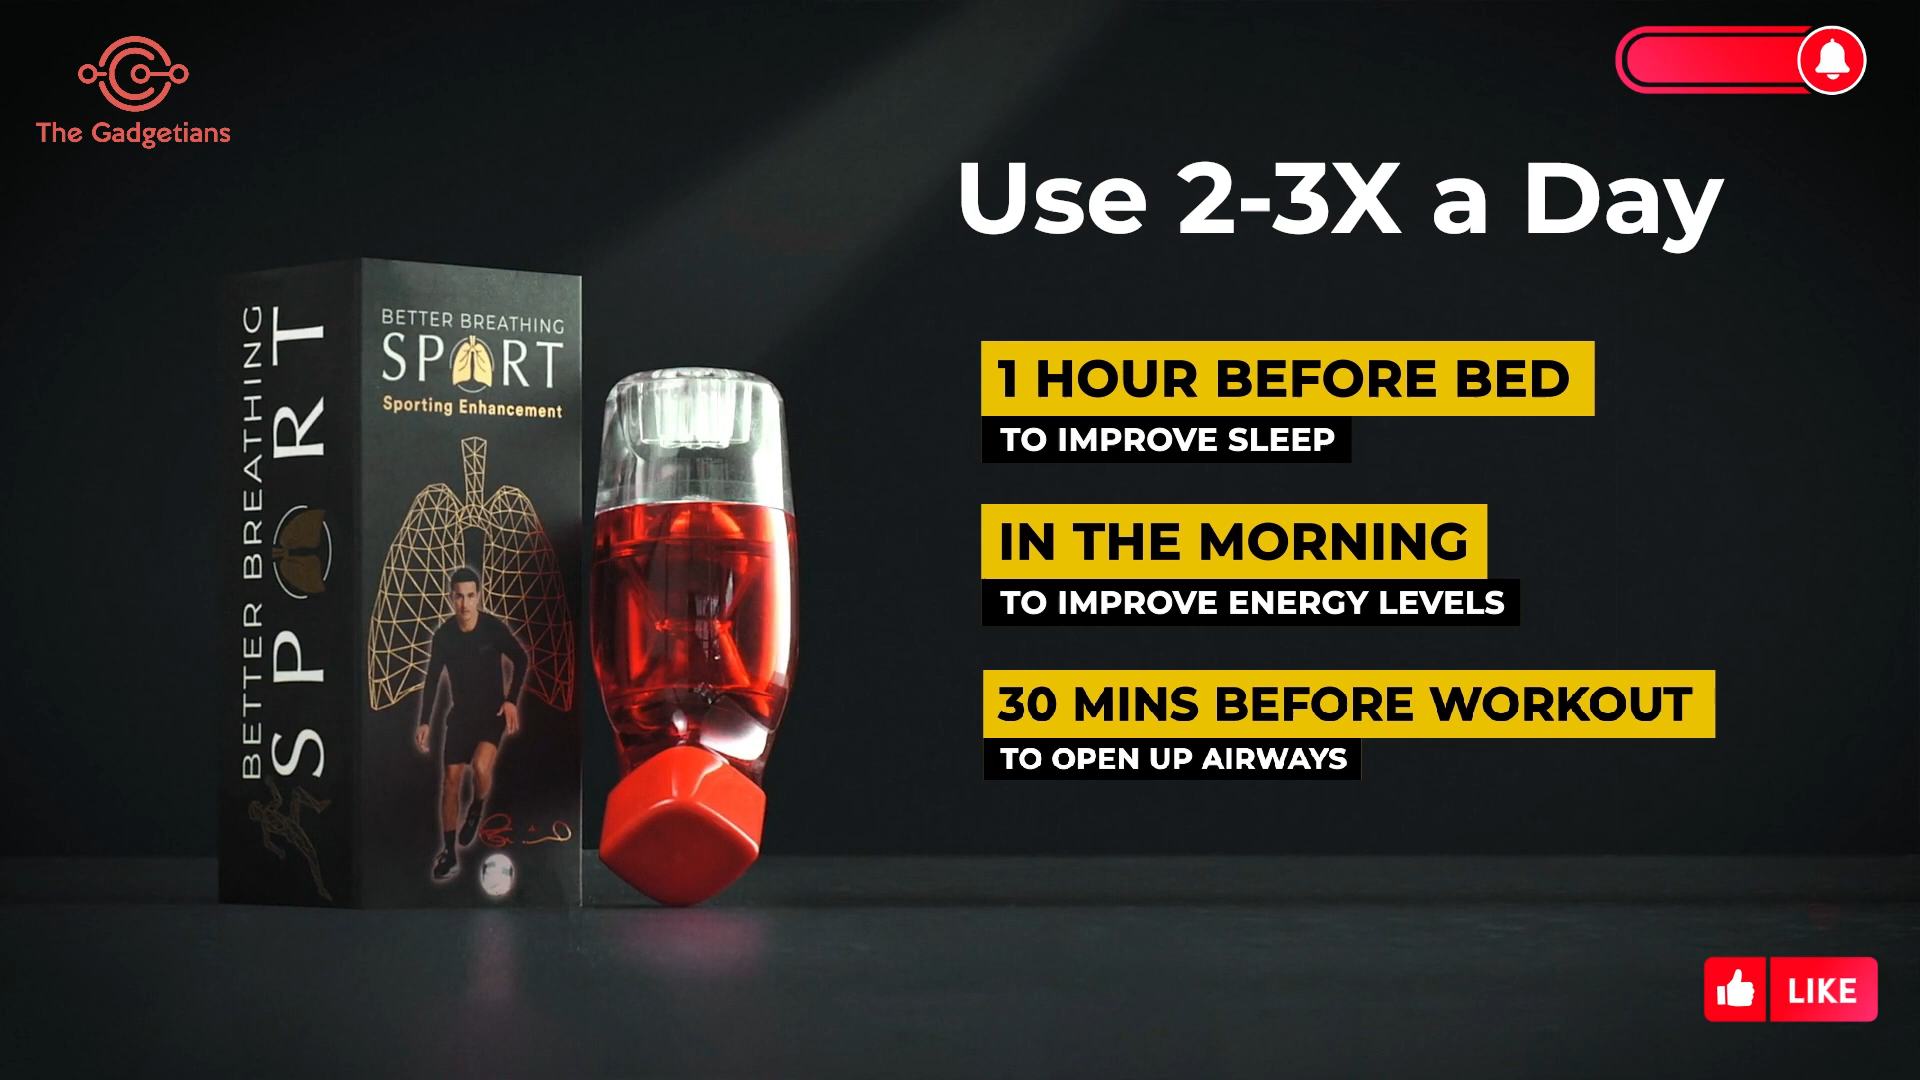 The Gadgetians
Use 2-3X a Day
BETTER BREATHING
SPORT
BETTER BREATHING
SPORT
Sporting Enhancement
1 HOUR BEFORE BED
TO IMPROVE SLEEP
IN THE MORNING
TO IMPROVE ENERGY LEVELS
30 MINS BEFORE WORKOUT
TO OPEN UP AIRWAYS
LIKE